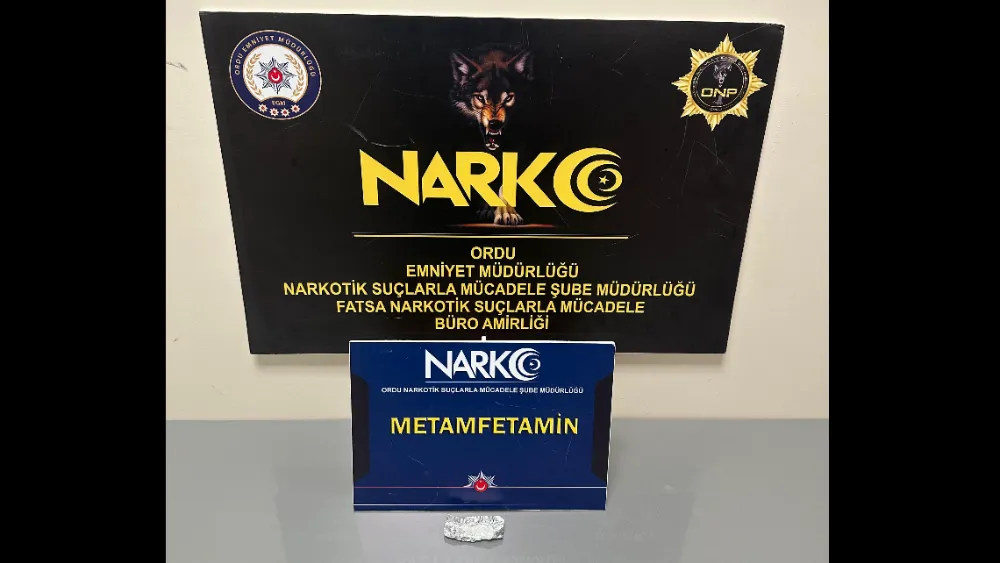 ORDU EMNİYET MÜDÜRLÜĞÜ
EGM
ONP
NARKO
ORDU
EMNİYET MÜDÜRLÜĞÜ
NARKOTİK SUÇLARLA MÜCADELE ŞUBE MÜDÜRLÜĞÜ
FATSA NARKOTİK SUÇLARLA MÜCADELE
BÜRO AMİRLİĞİ
NARKO
ORDU NARKOTİK SUÇLARLA MÜCADELE ŞUBE MÜDÜRLÜĞÜ
METAMFETAMİN